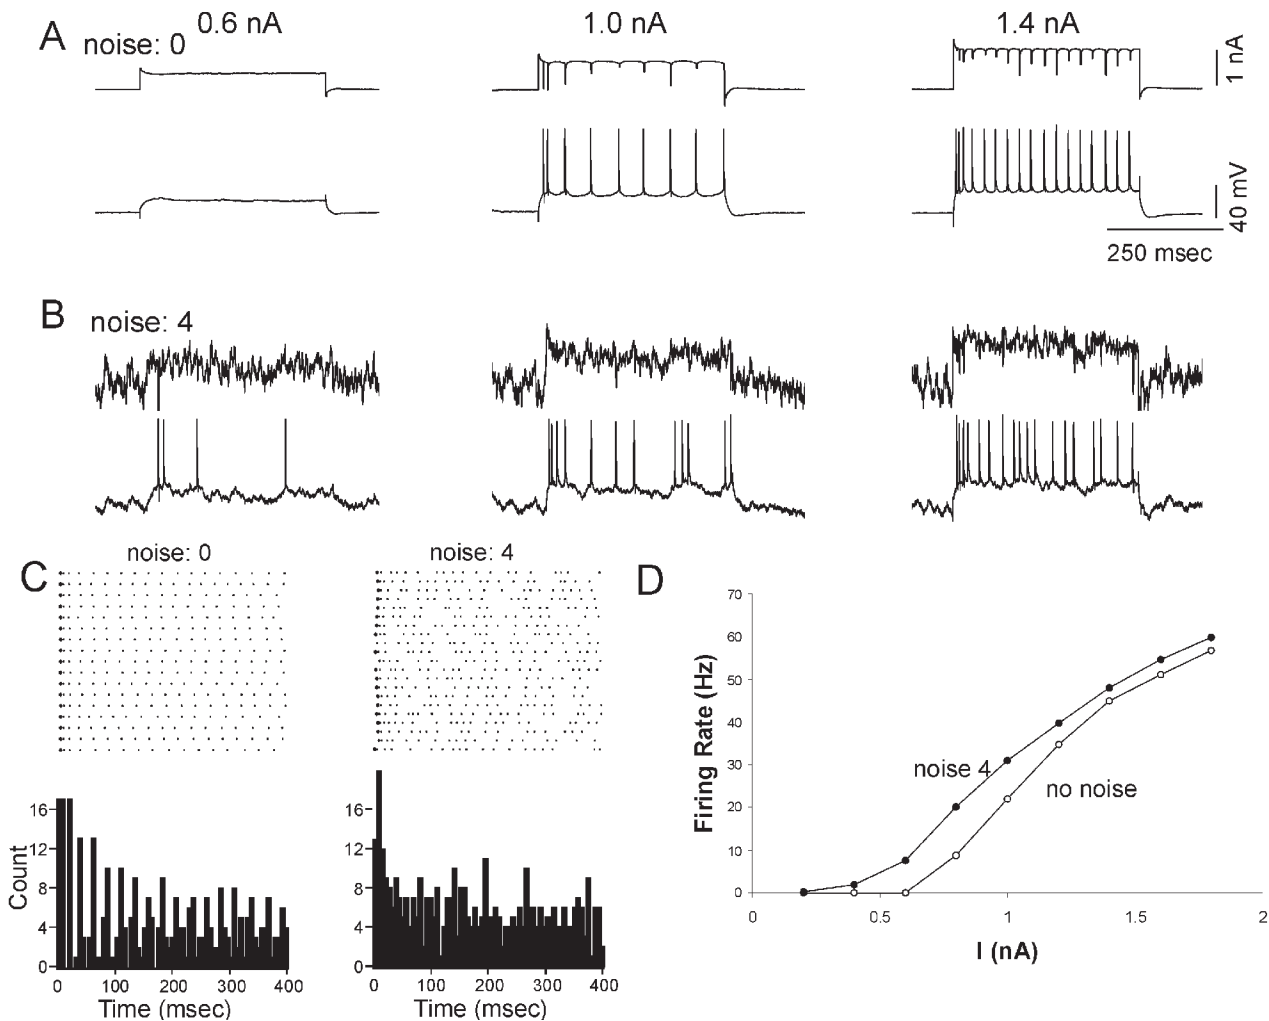 A
0.6 nA
1.0 nA
1.4 nA
noise: 0
1 nA
40 mV
250 msec
B
noise: 4
C
noise: 0
noise: 4
16
12
8
4
0
Count
0 100 200 300 400
Time (msec)
16
12
8
4
0
0 100 200 300 400
Time (msec)
D
70
60
50
40
30
20
10
0
Firing Rate (Hz)
noise 4
no noise
0 0.5 1 1.5 2
I (nA)